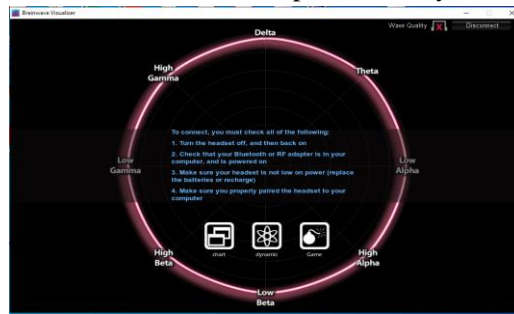 Brainwave Visualizer
Wave Quality
Disconnect
Delta
High
Gamma
Theta
To connect, you must check all of the following:
1. Turn the headset off, and then back on
2. Check that your Bluetooth or RF adapter is in your
computer, and is powered on
3. Make sure your headset is not low on power (replace
the batteries or recharge)
4. Make sure you properly paired the headset to your
computer
Low
Gamma
Low
Alpha
chart
dynamic
Game
High
Beta
High
Alpha
Low
Beta